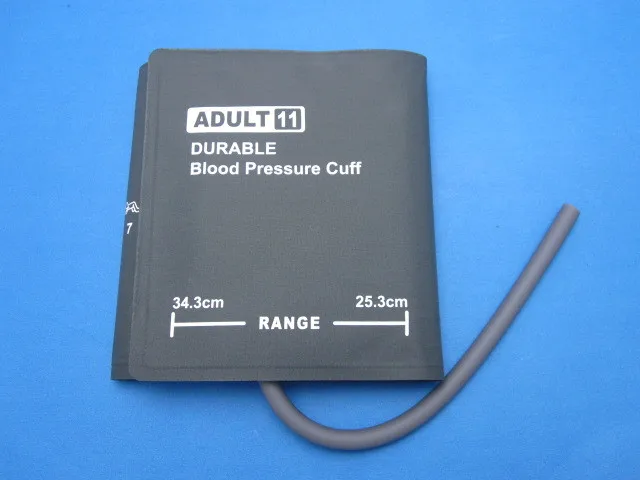 ADULT 11
DURABLE
Blood Pressure Cuff
34.3cm 25.3cm
RANGE